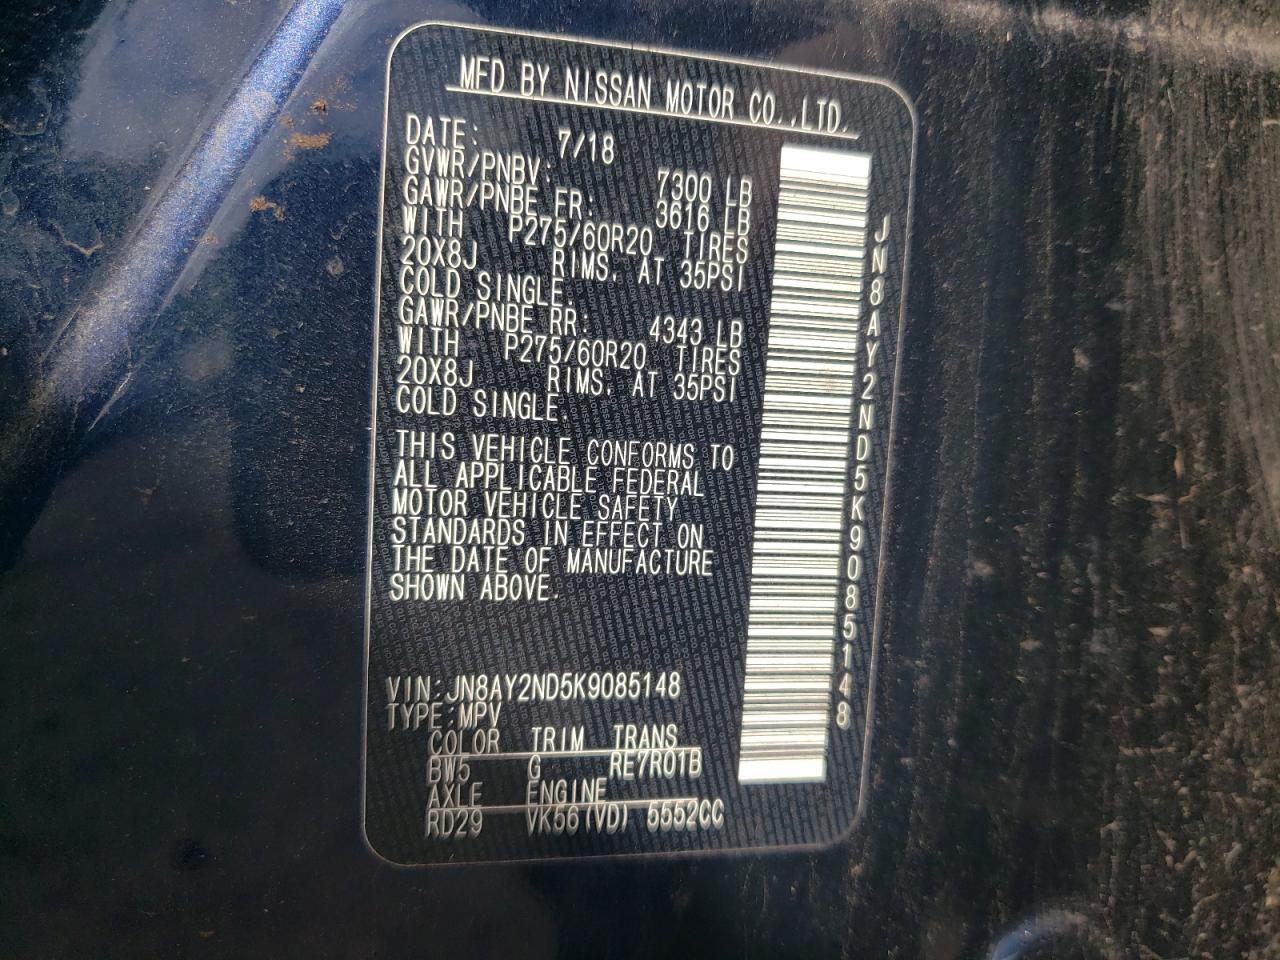 MFD BY NISSAN MOTOR CO.,LTD.
DATE: 7/18
GVWR/PNBV: 7300 LB
GAWR/PNBE FR: 3616 LB
WITH P275/60R20 TIRES
20X8J RIMS. AT 35PSI
COLD SINGLE.
GAWR/PNBE RR: 4343 LB
WITH P275/60R20 TIRES
20X8J RIMS. AT 35PSI
COLD SINGLE.
THIS VEHICLE CONFORMS TO
ALL APPLICABLE FEDERAL
MOTOR VEHICLE SAFETY
STANDARDS IN EFFECT ON
THE DATE OF MANUFACTURE
SHOWN ABOVE.
VIN:JN8AY2ND5K9085148
TYPE:MPV
COLOR TRIM TRANS
BW5 G RE7R01B
AXLE ENGINE
RD29 VK56(VD) 5552CC
JN8AY2ND5K9085148